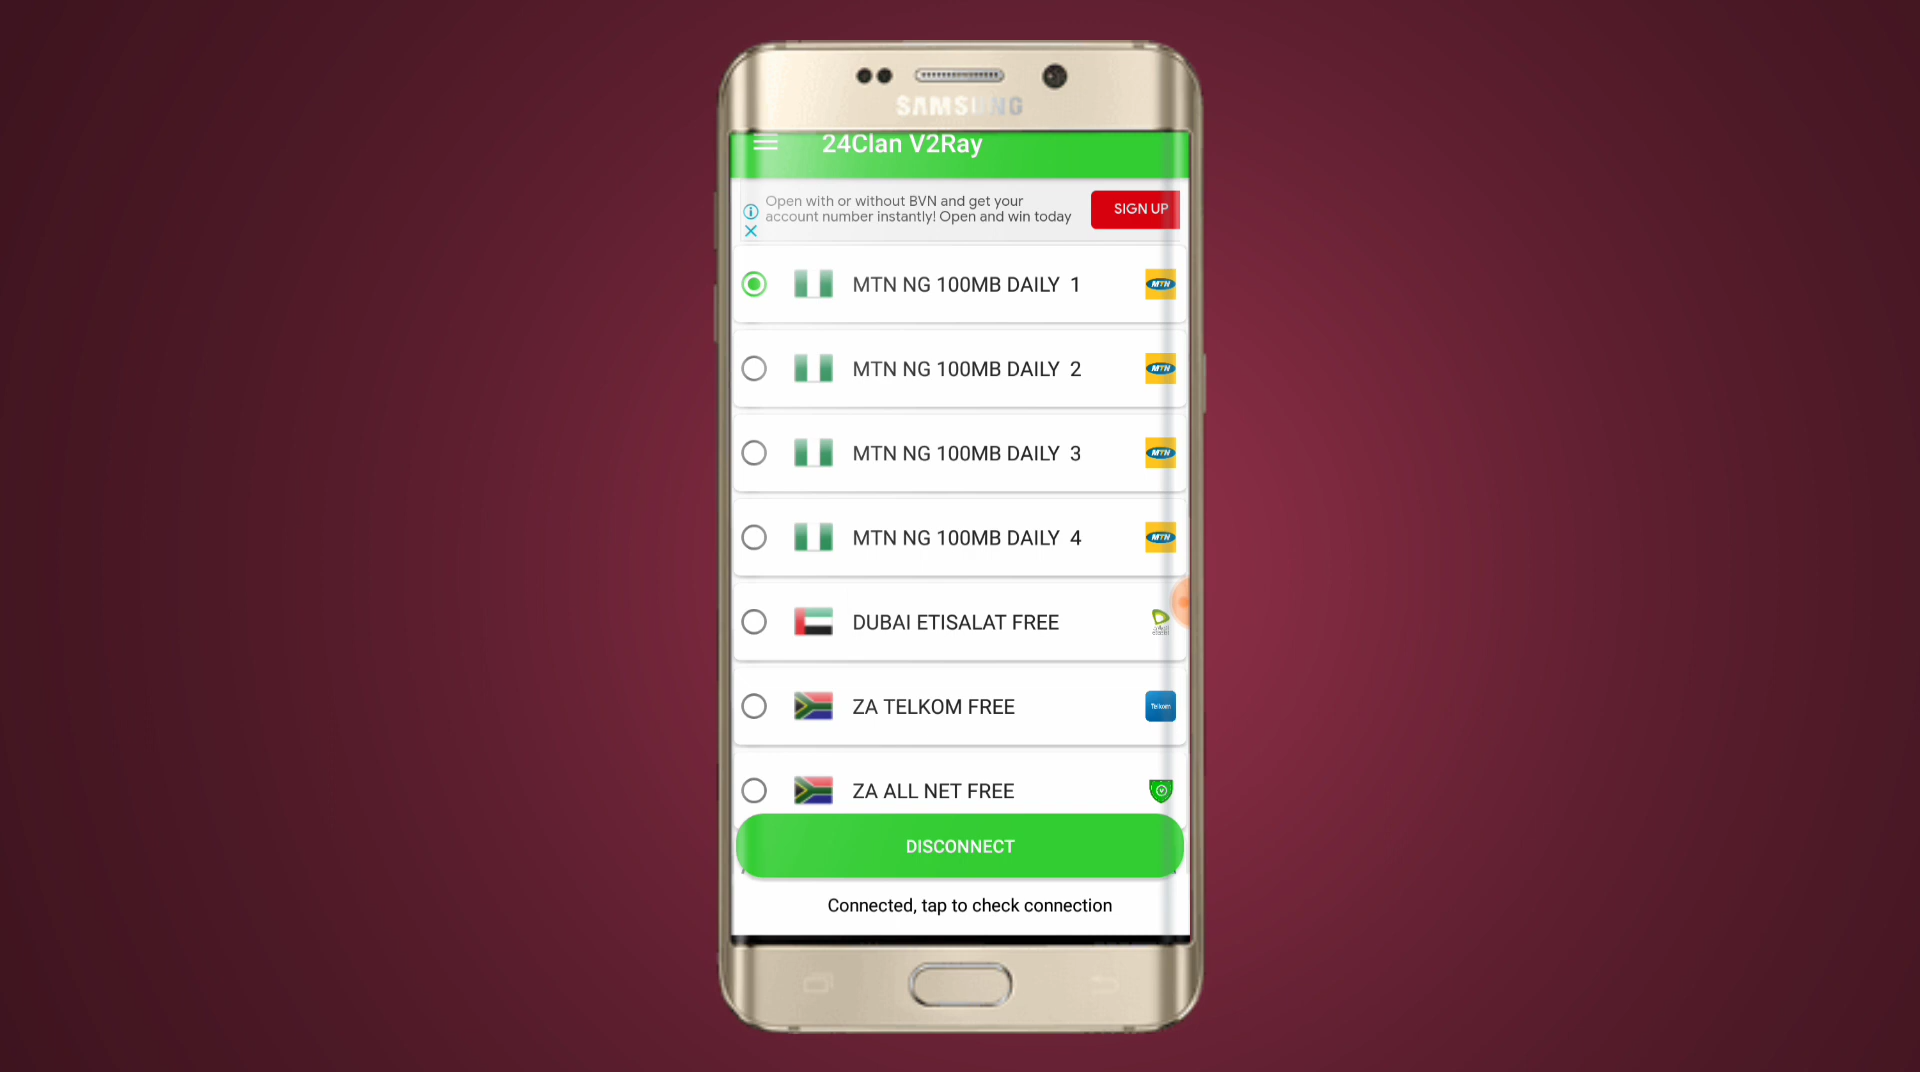 SAMSUNG
24Clan V2Ray
Open with or without BVN and get your
account number instantly! Open and win today
SIGN UP
MTN NG 100MB DAILY 1
MTN
MTN NG 100MB DAILY 2
MTN
MTN NG 100MB DAILY 3
MTN
MTN NG 100MB DAILY 4
MTN
DUBAI ETISALAT FREE
ZA TELKOM FREE
Telkom
ZA ALL NET FREE
DISCONNECT
Connected, tap to check connection